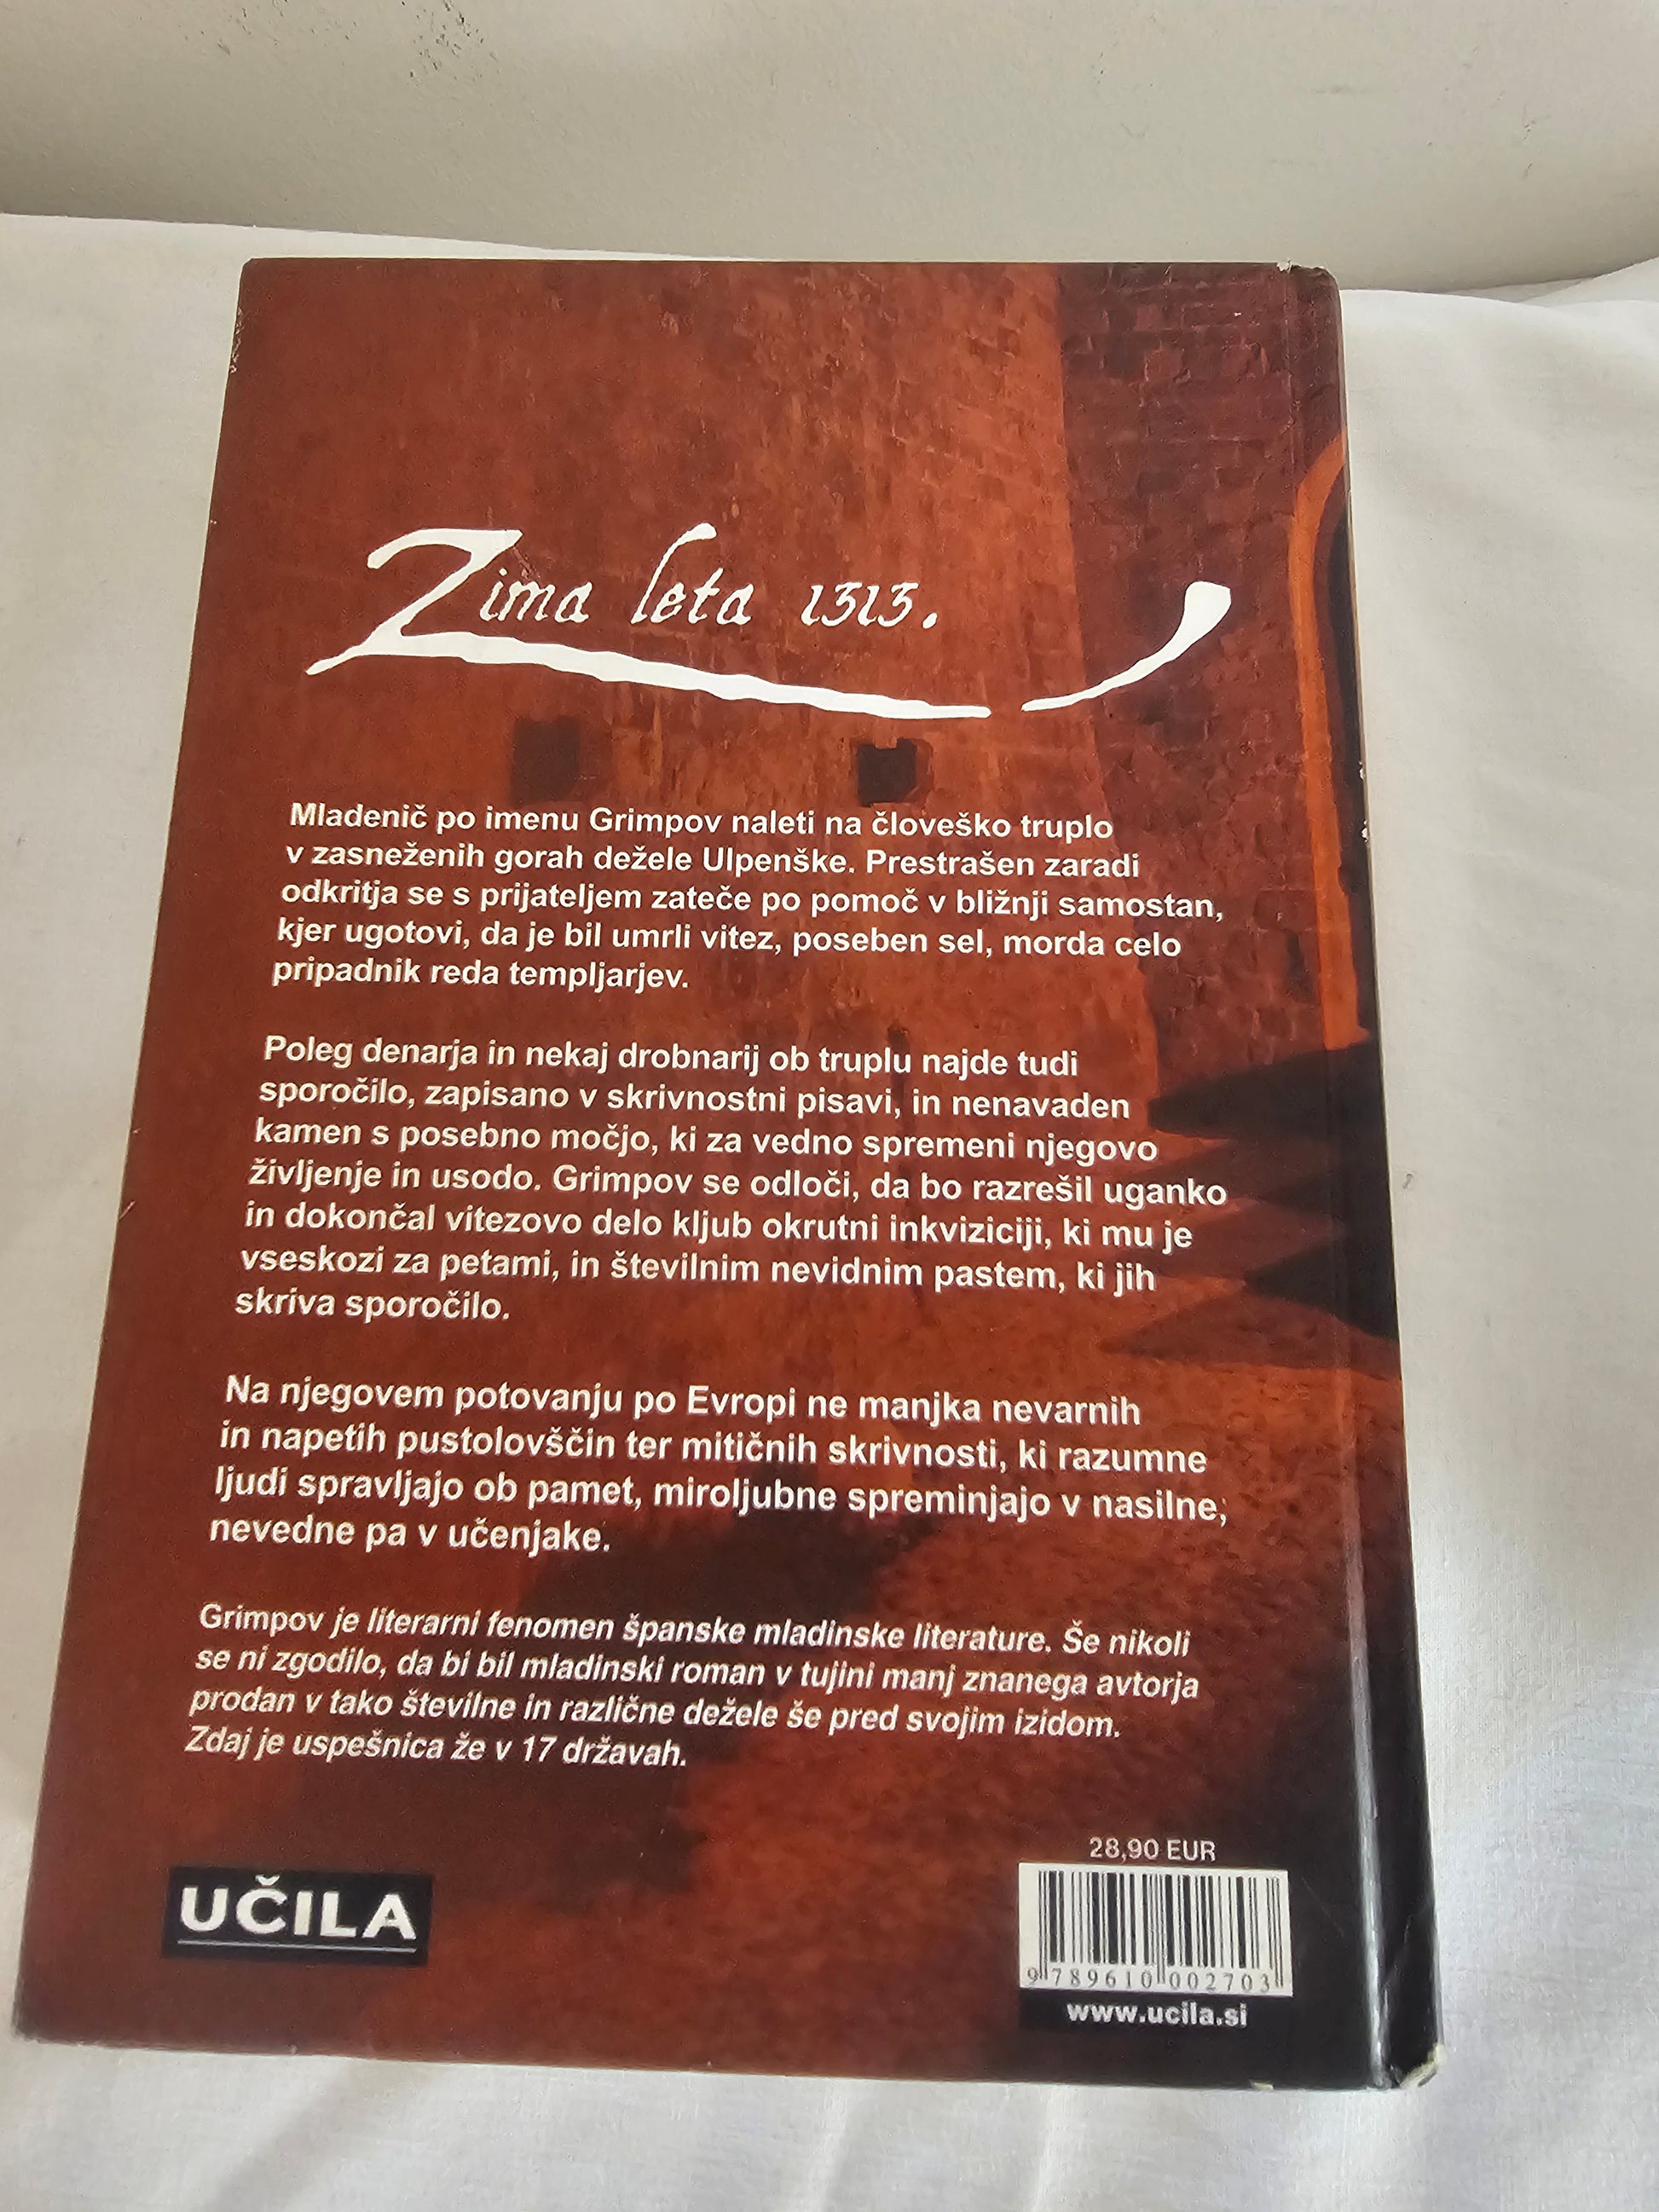 Zima leta 1313.
Mladenič po imenu Grimpov naleti na človeško truplo
v zasneženih gorah dežele Ulpenške. Prestrašen zaradi
odkritja se s prijateljem zateče po pomoč v bližnji samostan,
kjer ugotovi, da je bil umrli vitez, poseben sel, morda celo
pripadnik reda templjarjev.
Poleg denarja in nekaj drobnarij ob truplu najde tudi
sporočilo, zapisano v skrivnostni pisavi, in nenavaden
kamen s posebno močjo, ki za vedno spremeni njegovo
življenje in usodo. Grimpov se odloči, da bo razrešil uganko
in dokončal vitezovo delo kljub okrutni inkviziciji, ki mu je
vseskozi za petami, in številnim nevidnim pastem, ki jih
skriva sporočilo.
Na njegovem potovanju po Evropi ne manjka nevarnih
in napetih pustolovščin ter mitičnih skrivnosti, ki razumne
ljudi spravljajo ob pamet, miroljubne spreminjajo v nasilne,
nevedne pa v učenjake.
Grimpov je literarni fenomen španske mladinske literature. Še nikoli
se ni zgodilo, da bi bil mladinski roman v tujini manj znanega avtorja
prodan v tako številne in različne dežele še pred svojim izidom.
Zdaj je uspešnica že v 17 državah.
28,90 EUR
UČILA
9 789610 002703
www.ucila.si